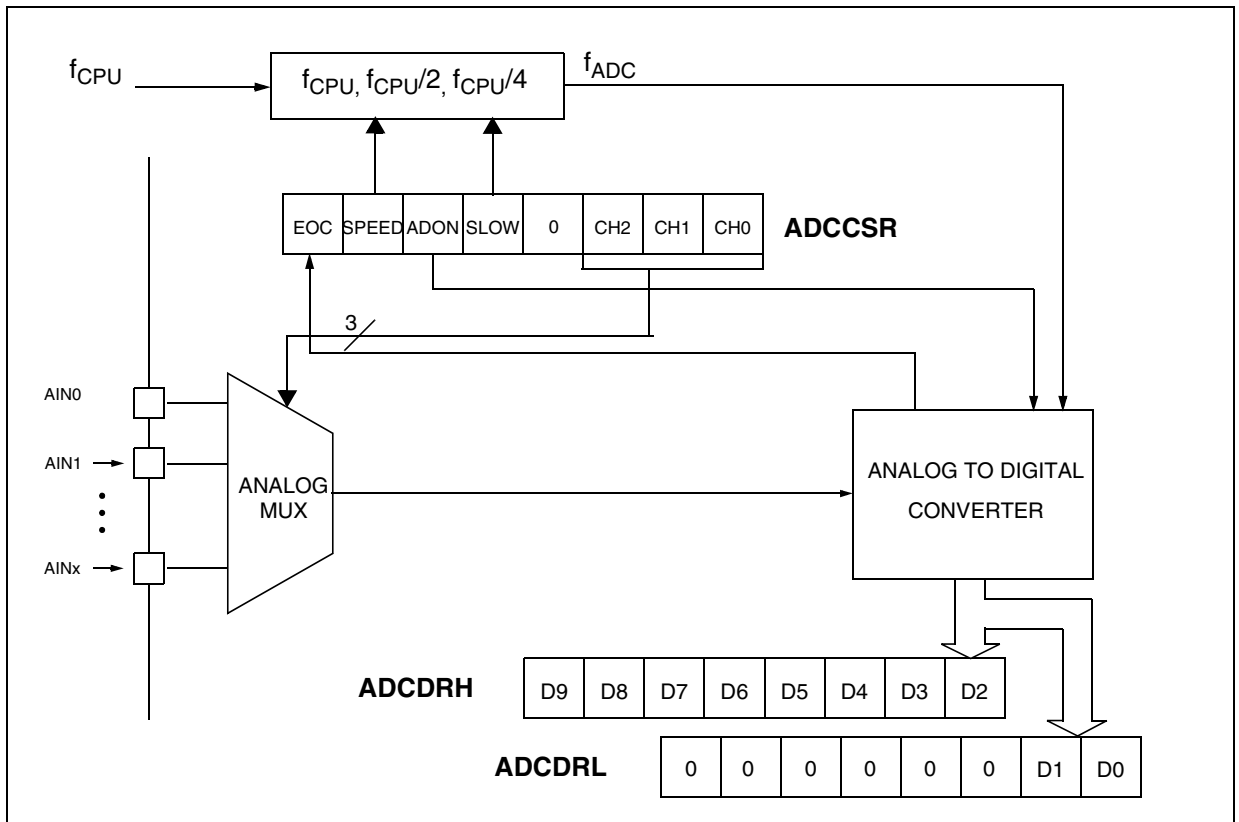 fCPU
fCPU, fCPU/2, fCPU/4
fADC
EOC SPEED ADON SLOW 0 CH2 CH1 CH0
ADCCSR
3
AIN0
AIN1
AINx
ANALOG
MUX
ANALOG TO DIGITAL
CONVERTER
ADCDRH
D9 D8 D7 D6 D5 D4 D3 D2
ADCDRL
0 0 0 0 0 0 D1 D0